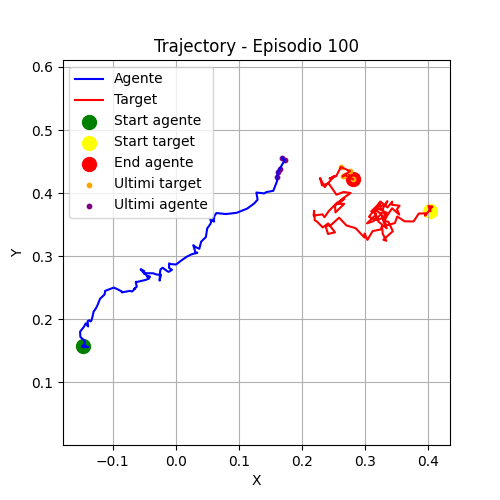 Trajectory - Episodio 100
Agente
Target
Start agente
Start target
End agente
Ultimi target
Ultimi agente
0.6
0.5
0.4
0.3
0.2
0.1
Y
−0.1 0.0 0.1 0.2 0.3 0.4
X